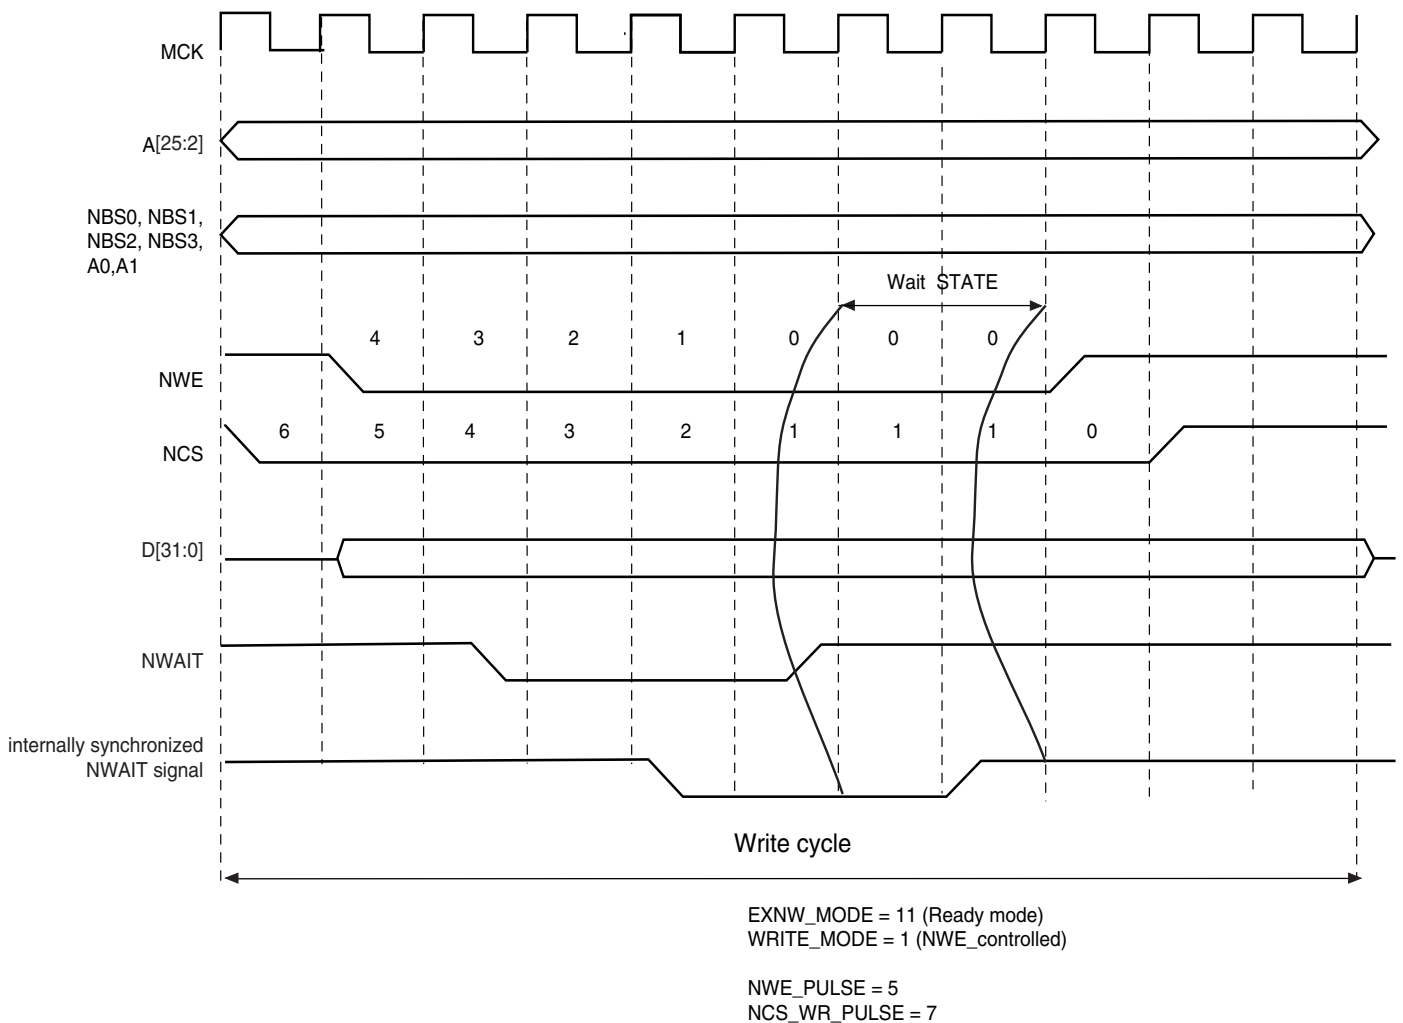 MCK
A[25:2]
NBS0, NBS1,
NBS2, NBS3,
A0,A1
Wait STATE
4 3 2 1 0 0 0
NWE
6 5 4 3 2 1 1 1 0
NCS
D[31:0]
NWAIT
internally synchronized
NWAIT signal
Write cycle
EXNW_MODE = 11 (Ready mode)
WRITE_MODE = 1 (NWE_controlled)
NWE_PULSE = 5
NCS_WR_PULSE = 7